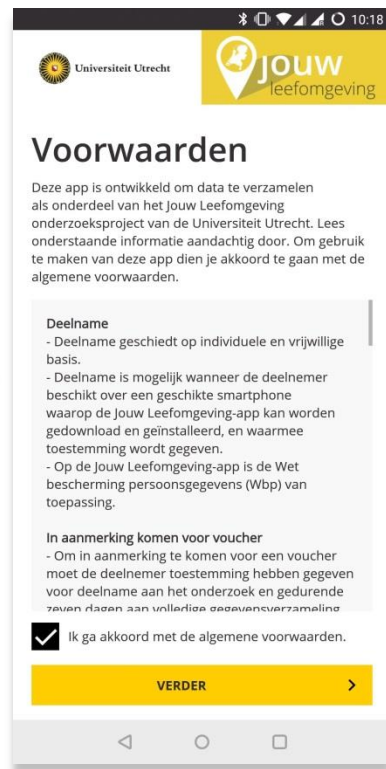 10:18
Universiteit Utrecht
jouw
leefomgeving
Voorwaarden
Deze app is ontwikkeld om data te verzamelen
als onderdeel van het Jouw Leefomgeving
onderzoeksproject van de Universiteit Utrecht. Lees
onderstaande informatie aandachtig door. Om gebruik
te maken van deze app dien je akkoord te gaan met de
algemene voorwaarden.
Deelname
- Deelname geschiedt op individuele en vrijwillige
basis.
- Deelname is mogelijk wanneer de deelnemer
beschikt over een geschikte smartphone
waarop de Jouw Leefomgeving-app kan worden
gedownload en geïnstalleerd, en waarmee
toestemming wordt gegeven.
- Op de Jouw Leefomgeving-app is de Wet
bescherming persoonsgegevens (Wbp) van
toepassing.
In aanmerking komen voor voucher
- Om in aanmerking te komen voor een voucher
moet de deelnemer toestemming hebben gegeven
voor deelname aan het onderzoek en gedurende
zeven dagen aan volledige gegevensverzameling
Ik ga akkoord met de algemene voorwaarden.
VERDER